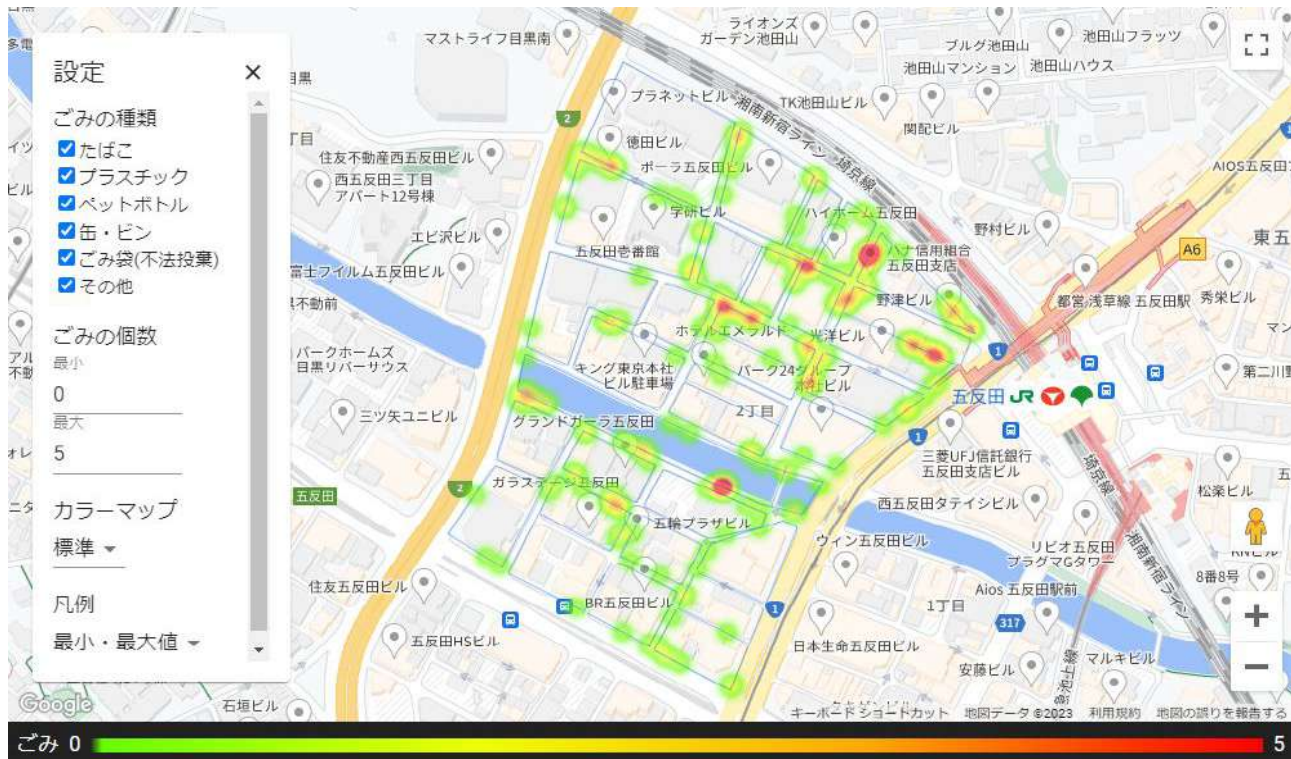 設定
×
ごみの種類
たばこ
プラスチック
ペットボトル
缶・ビン
ごみ袋(不法投棄)
その他
ごみの個数
最小
0
最大
5
カラーマップ
標準
凡例
最小・最大値
マストライフ目黒南
ライオンズ
ガーデン池田山
ブルグ池田山
池田山フラッツ
池田山マンション
池田山ハウス
プラネットビル
湘南新宿ライン
埼京線
TK池田山ビル
関配ビル
2
徳田ビル
ポーラ五反田ビル
住友不動産西五反田ビル
西五反田三丁目
アパート12号棟
AIOS五反田
学研ビル
ハイホーム五反田
エビ沢ビル
五反田壱番館
野村ビル
東五
A6
ハナ信用組合
五反田支店
富士フイルム五反田ビル
野津ビル
都営浅草線 五反田駅
秀栄ビル
ホテルエメラルド
光洋ビル
1
パークホームズ
目黒リバーサウス
キング東京本社
ビル駐車場
パーク24グループ
本社ビル
五反田
JR
第二川野
三ツ矢ユニビル
グランドガーラ五反田
2丁目
1
三菱UFJ信託銀行
五反田支店ビル
埼京線
五反田
2
ガラステージ五反田
松楽ビル
西五反田タテイシビル
五輪プラザビル
ウィン五反田ビル
リビオ五反田
プラグマGタワー
湘南新宿ライン
8番8号
住友五反田ビル
Aios 五反田駅前
BR五反田ビル
1
1丁目
317
五反田HSビル
日本生命五反田ビル
安藤ビル
マルキビル
Google
石垣ビル
キーボード ショートカット
地図データ ©2023
利用規約
地図の誤りを報告する
ごみ 0
5